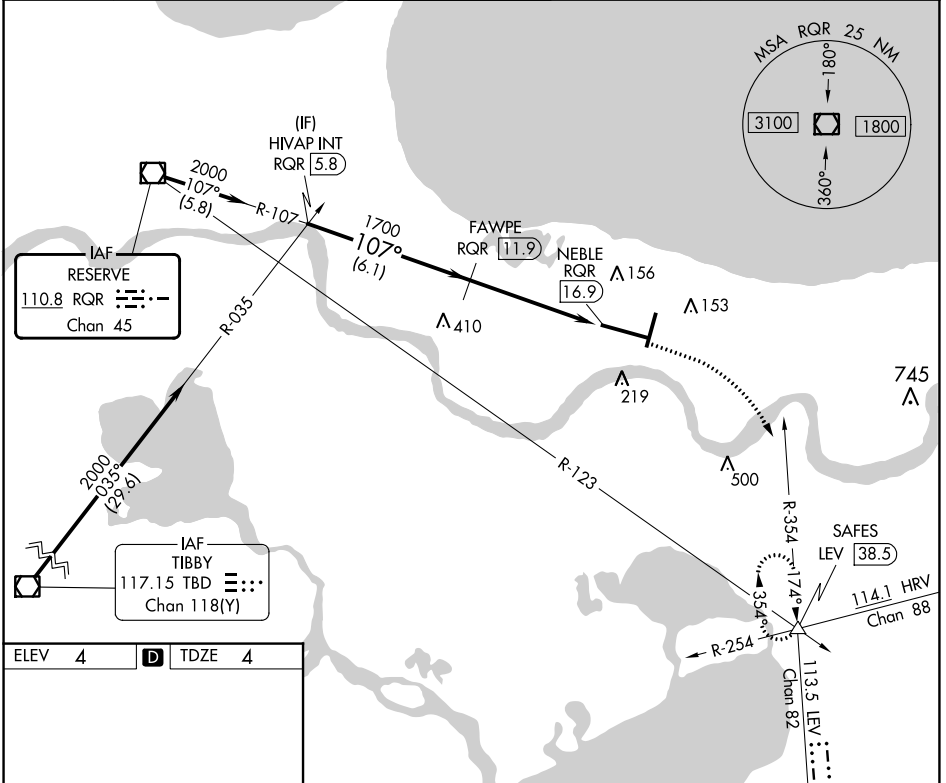 MSA RQR 25 NM
180°
3100
1800
360°
(IF)
HIVAP INT
RQR 5.8
2000
107°
(5.8)
R-107
1700
107°
(6.1)
FAWPE
RQR 11.9
NEBLE
RQR
16.9
156
153
IAF
RESERVE
110.8 RQR
Chan 45
R-035
410
219
745
500
R-123
2000
035°
(29.6)
R-354
SAFES
LEV 38.5
IAF
TIBBY
117.15 TBD
Chan 118(Y)
354°
174°
114.1 HRV
Chan 88
R-254
113.5 LEV
Chan 82
ELEV 4 D TDZE 4